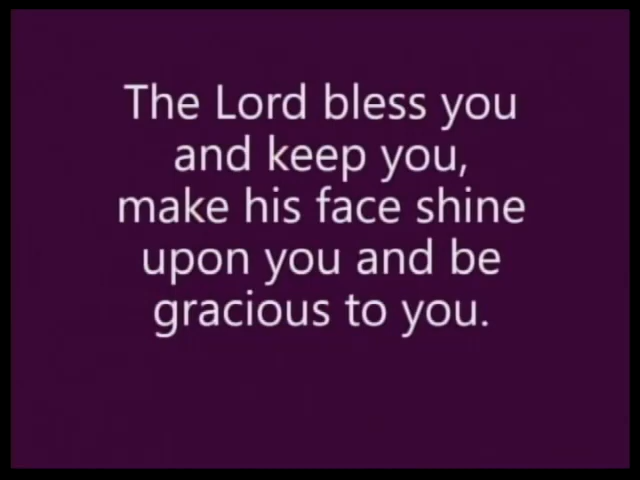 The Lord bless you
and keep you,
make his face shine
upon you and be
gracious to you.